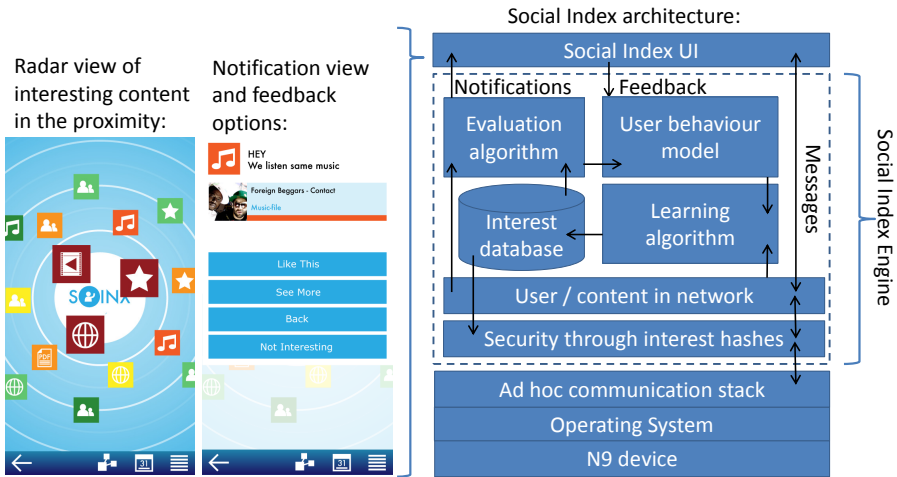 Radar view of
interesting content
in the proximity:
SOINX
PDF
31
Notification view
and feedback
options:
HEY
We listen same music
Foreign Beggars - Contact
Music-file
Like This
See More
Back
Not Interesting
31
Social Index architecture:
Social Index UI
Notifications
Feedback
Evaluation
algorithm
User behaviour
model
Interest
database
Learning
algorithm
Messages
User / content in network
Security through interest hashes
Social Index Engine
Ad hoc communication stack
Operating System
N9 device